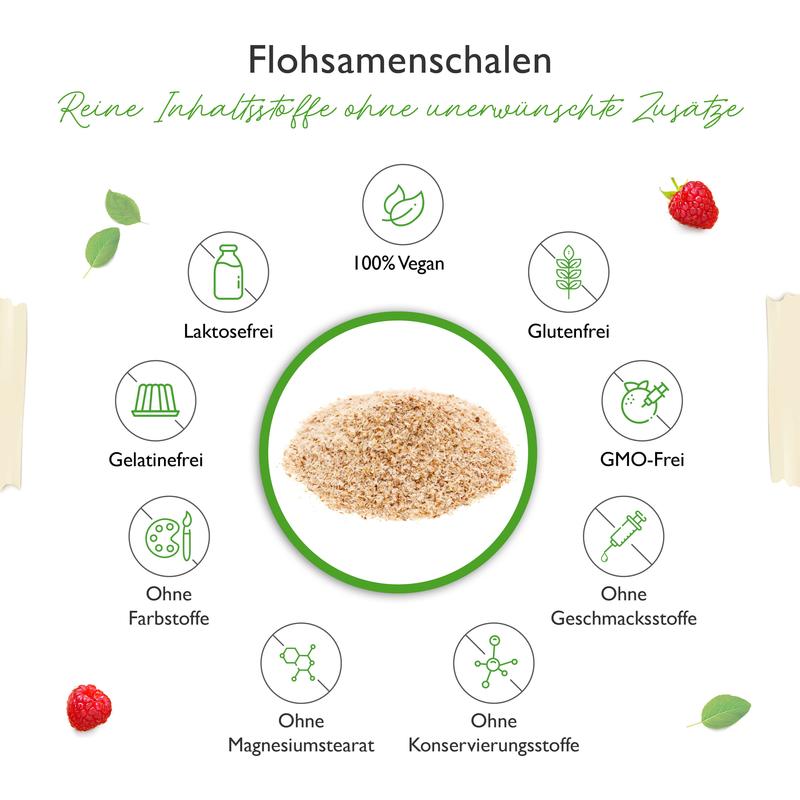 Flohsamenschalen
Reine Inhaltsstoffe ohne unerwünschte Zusätze
100% Vegan
Laktosefrei
Glutenfrei
Gelatinefrei
GMO-Frei
Ohne
Farbstoffe
Ohne
Geschmacksstoffe
Ohne
Magnesiumstearat
Ohne
Konservierungsstoffe